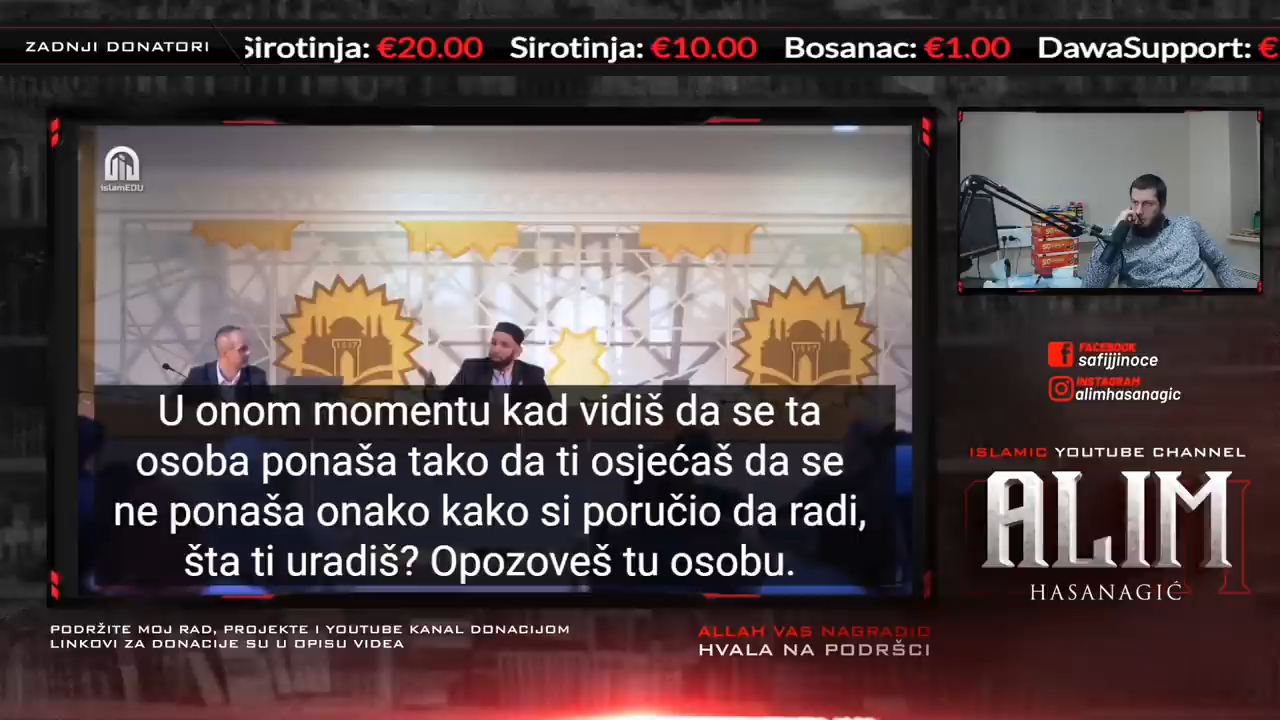 ZADNJI DONATORI
Sirotinja: €20.00 Sirotinja: €10.00 Bosanac: €1.00 DawaSupport: €
islamEDU
U onom momentu kad vidiš da se ta
osoba ponaša tako da ti osjećaš da se
ne ponaša onako kako si poručio da radi,
šta ti uradiš? Opozoveš tu osobu.
FACEBOOK
safijjinoce
INSTAGRAM
alimhasanagic
ISLAMIC YOUTUBE CHANNEL
ALIM
HASANAGIĆ
PODRŽITE MOJ RAD, PROJEKTE I YOUTUBE KANAL DONACIJOM
LINKOVI ZA DONACIJE SU U OPISU VIDEA
ALLAH VAS NAGRADIO
HVALA NA PODRŠCI